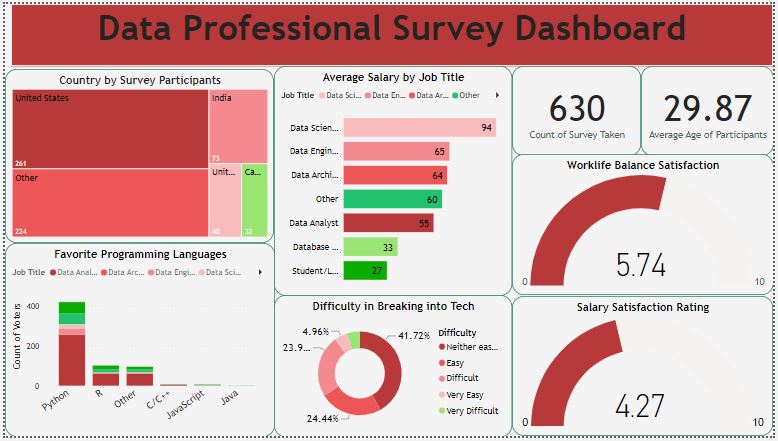 Data Professional Survey Dashboard
Country by Survey Participants
United States
261
India
73
Other
224
Unit...
40
Ca...
32
Average Salary by Job Title
Job Title Data Sci... Data En... Data Ar... Other
Data Scien... 94
Data Engin... 65
Data Archi... 64
Other 60
Data Analyst 55
Database ... 33
Student/L... 27
630
Count of Survey Taken
29.87
Average Age of Participants
Worklife Balance Satisfaction
5.74
0 10
Favorite Programming Languages
Job Title Data Anal... Data Arc... Data Engi... Data Sci...
Count of Voters
400
200
0
Python R Other C/C++ JavaScript Java
Difficulty in Breaking into Tech
4.96%
41.72%
23.9...
24.44%
Difficulty
Neither eas...
Easy
Difficult
Very Easy
Very Difficult
Salary Satisfaction Rating
4.27
0 10